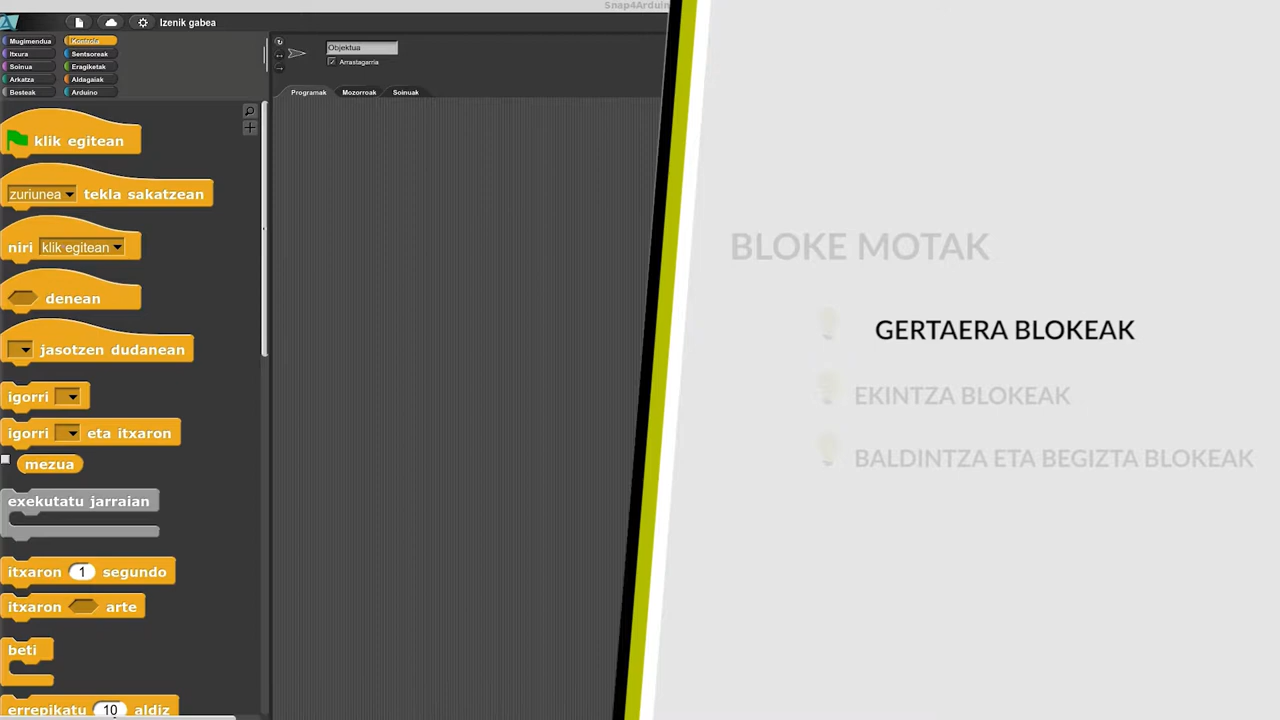 Snap4Arduin
Izenik gabea
Mugimendua
Kontrola
Itxura
Sentsoreak
Soinua
Eragiketak
Arkatza
Aldagaiak
Besteak
Arduino
Objektua
Arrastagarria
Programak
Mozorroak
Soinuak
klik egitean
zuriunea tekla sakatzean
niri klik egitean
denean
jasotzen dudanean
igorri
igorri eta itxaron
mezua
exekutatu jarraian
itxaron 1 segundo
itxaron arte
beti
errepikatu 10 aldiz
BLOKE MOTAK
GERTAERA BLOKEAK
EKINTZA BLOKEAK
BALDINTZA ETA BEGIZTA BLOKEAK